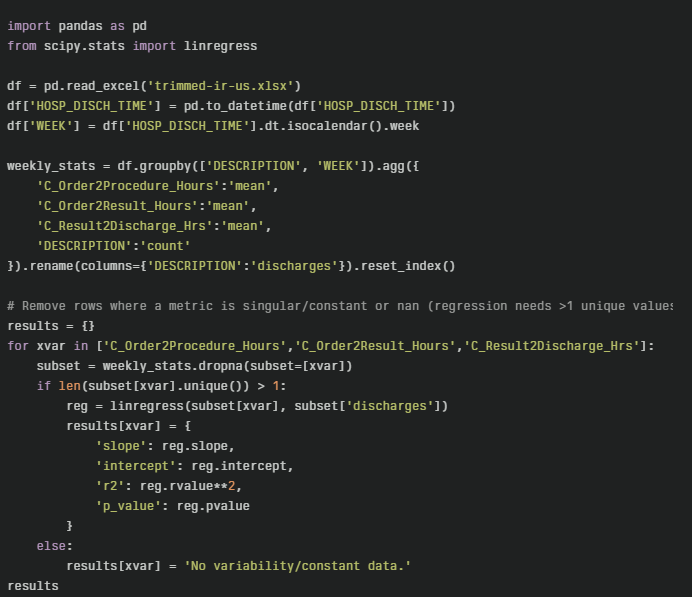 import pandas as pd
from scipy.stats import linregress

df = pd.read_excel('trimmed-ir-us.xlsx')
df['HOSP_DISCH_TIME'] = pd.to_datetime(df['HOSP_DISCH_TIME'])
df['WEEK'] = df['HOSP_DISCH_TIME'].dt.isocalendar().week

weekly_stats = df.groupby(['DESCRIPTION', 'WEEK']).agg({
    'C_Order2Procedure_Hours':'mean',
    'C_Order2Result_Hours':'mean',
    'C_Result2Discharge_Hrs':'mean',
    'DESCRIPTION':'count'
}).rename(columns={'DESCRIPTION':'discharges'}).reset_index()

# Remove rows where a metric is singular/constant or nan (regression needs >1 unique values
results = {}
for xvar in ['C_Order2Procedure_Hours','C_Order2Result_Hours','C_Result2Discharge_Hrs']:
    subset = weekly_stats.dropna(subset=[xvar])
    if len(subset[xvar].unique()) > 1:
        reg = linregress(subset[xvar], subset['discharges'])
        results[xvar] = {
            'slope': reg.slope,
            'intercept': reg.intercept,
            'r2': reg.rvalue**2,
            'p_value': reg.pvalue
        }
    else:
        results[xvar] = 'No variability/constant data.'
results